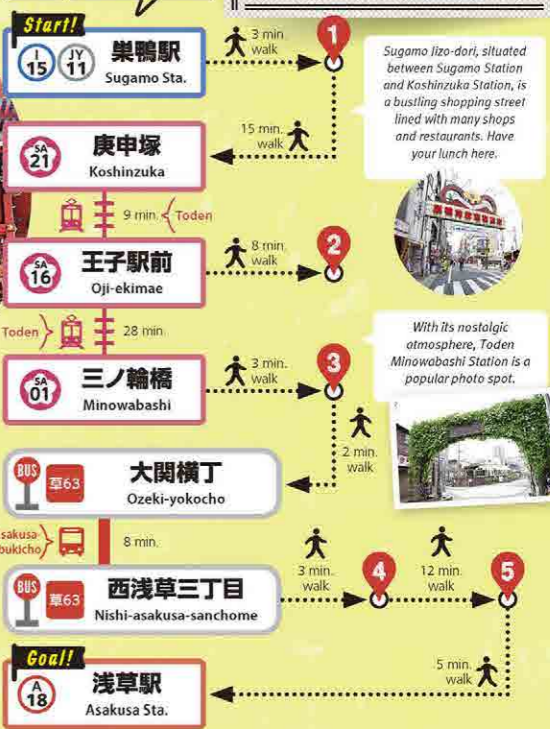 Start!
I
15
JY
11
巣鴨駅
Sugamo Sta.
3 min.
walk
1
Sugamo Jizo-dori, situated
between Sugamo Station
and Koshinzuka Station, is
a bustling shopping street
lined with many shops
and restaurants. Have
your lunch here.
15 min.
walk
SA
21
庚申塚
Koshinzuka
9 min.
Toden
SA
16
王子駅前
Oji-ekimae
8 min.
walk
2
Toden
28 min.
With its nostalgic
atmosphere, Toden
Minowabashi Station is a
popular photo spot.
SA
01
三ノ輪橋
Minowabashi
3 min.
walk
3
2 min.
walk
BUS
草63
大関横丁
Ozeki-yokocho
8 min.
BUS
草63
西浅草三丁目
Nishi-asakusa-sanchome
3 min.
walk
4
12 min.
walk
5
5 min.
walk
Goal!
A
18
浅草駅
Asakusa Sta.